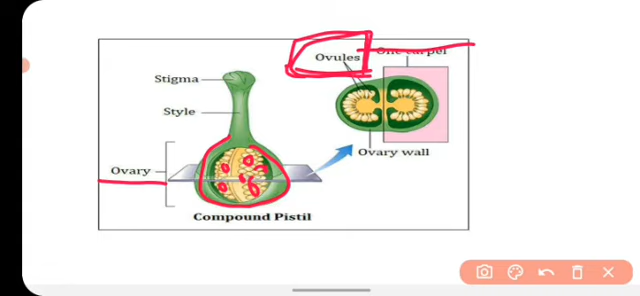 One carpel
Ovules
Stigma
Style
Ovary wall
Ovary
Compound Pistil